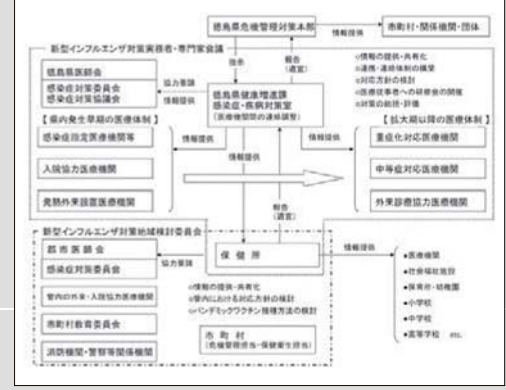 徳島県危機管理対策本部
情報提供
市町村・関係機関・団体
新型インフルエンザ対策実務者・専門家会議
指示
報告
(適宜)
徳島県医師会
感染症対策委員会
感染症対策協議会
協力要請
情報提供
徳島県健康増進課
感染症・疾病対策室
(医療機関間の連絡調整)
○情報の提供・共有化
○連携・連絡体制の構築
○対応方針の検討
○医療従事者への研修会の開催
○対策の総括・評価
【県内発生早期の医療体制】
【拡大期以降の医療体制】
感染症指定医療機関等
入院協力医療機関
発熱外来設置医療機関
情報提供
情報提供
情報提供
重症化対応医療機関
中等症対応医療機関
外来診療協力医療機関
報告
(適宜)
新型インフルエンザ対策地域検討委員会
郡市医師会
感染症対策委員会
協力要請
保健所
情報提供
管内の外来・入院協力医療機関
市町村教育委員会
消防機関・警察等関係機関
○情報の提供・共有化
○管内における対応方針の検討
○パンデミックワクチン接種方法の検討
市町村
(危機管理担当・保健衛生担当)
●医療機関
●社会福祉施設
●保育所・幼稚園
●小学校
●中学校
●高等学校 etc.